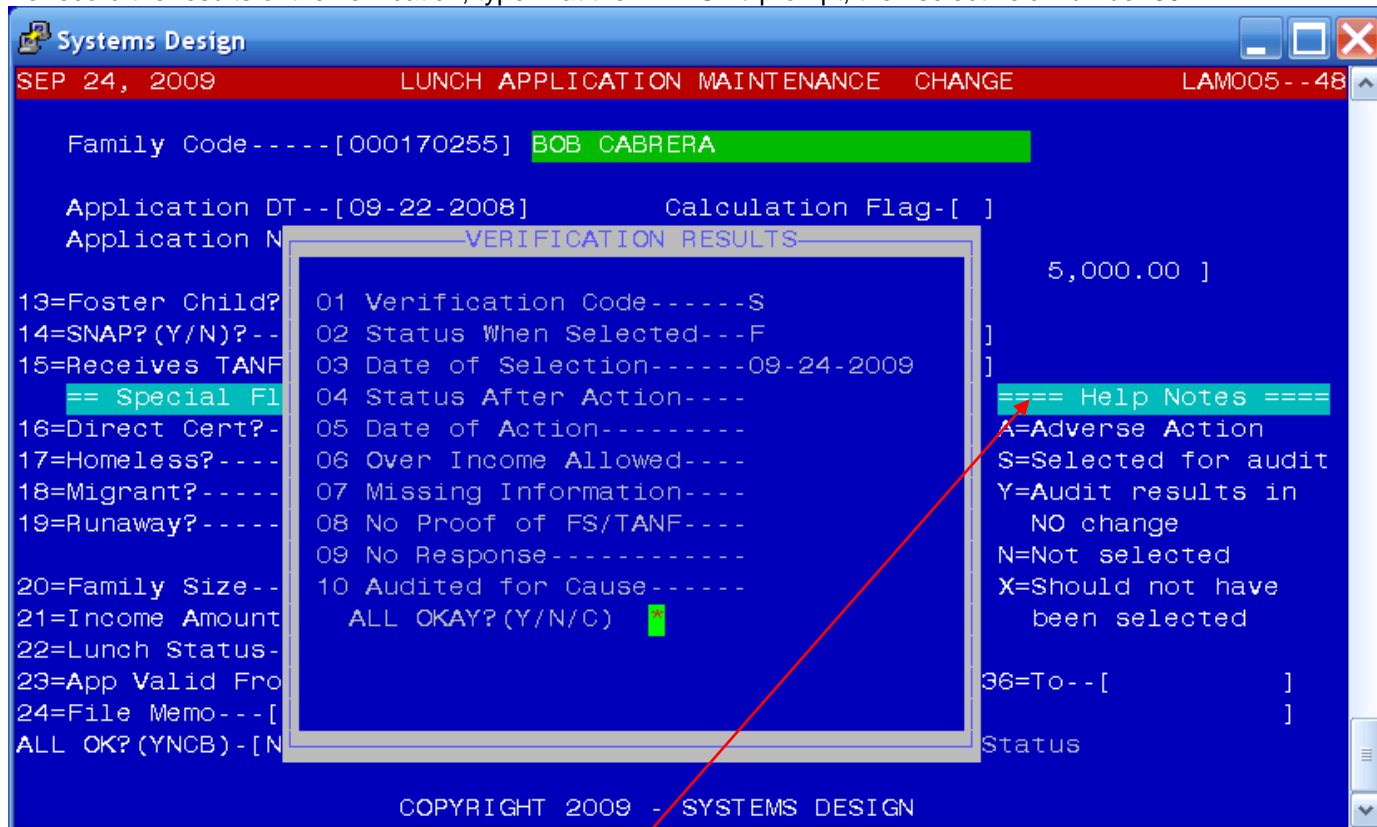 Systems Design
SEP 24, 2009 LUNCH APPLICATION MAINTENANCE CHANGE LAM005--48
Family Code-----[000170255] BOB CABRERA
Application DT--[09-22-2008] Calculation Flag-[ ]
Application N
VERIFICATION RESULTS
5,000.00 ]
13=Foster Child? 01 Verification Code------S
14=SNAP?(Y/N)?-- 02 Status When Selected---F ]
15=Receives TANF 03 Date of Selection------09-24-2009 ]
== Special Fl 04 Status After Action---- ==== Help Notes ====
16=Direct Cert?- 05 Date of Action--------- A=Adverse Action
17=Homeless?---- 06 Over Income Allowed---- S=Selected for audit
18=Migrant?----- 07 Missing Information---- Y=Audit results in
19=Runaway?----- 08 No Proof of FS/TANF---- NO change
09 No Response------------ N=Not selected
20=Family Size-- 10 Audited for Cause------ X=Should not have
21=Income Amount ALL OKAY?(Y/N/C) * been selected
22=Lunch Status-
23=App Valid Fro 36=To--[ ]
24=File Memo---[ ]
ALL OK?(YNCB)-[N Status
COPYRIGHT 2009 - SYSTEMS DESIGN